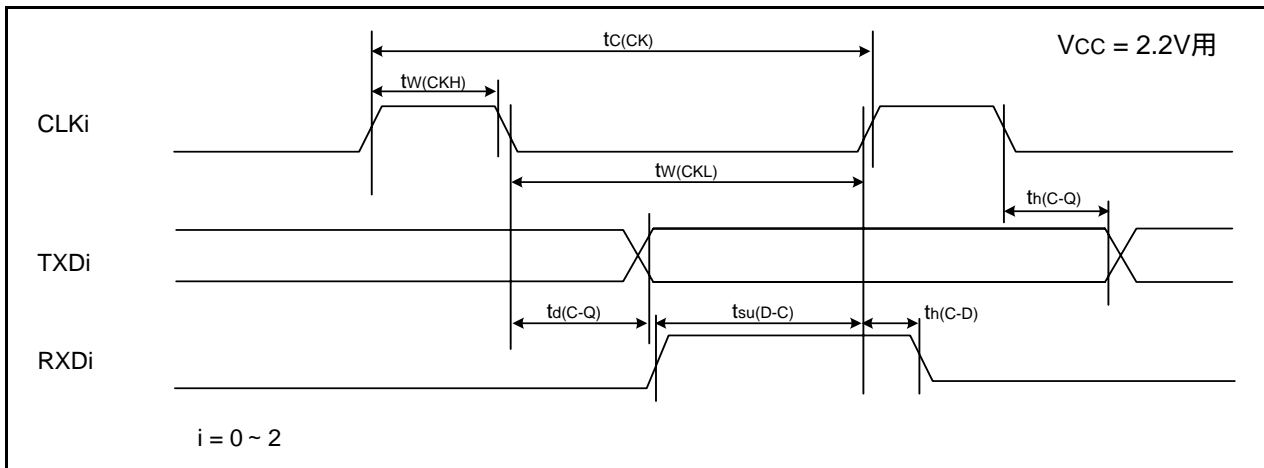 tC(CK)
VCC = 2.2V用
tW(CKH)
CLKi
tW(CKL)
th(C-Q)
TXDi
td(C-Q)
tsu(D-C)
th(C-D)
RXDi
i = 0 ~ 2